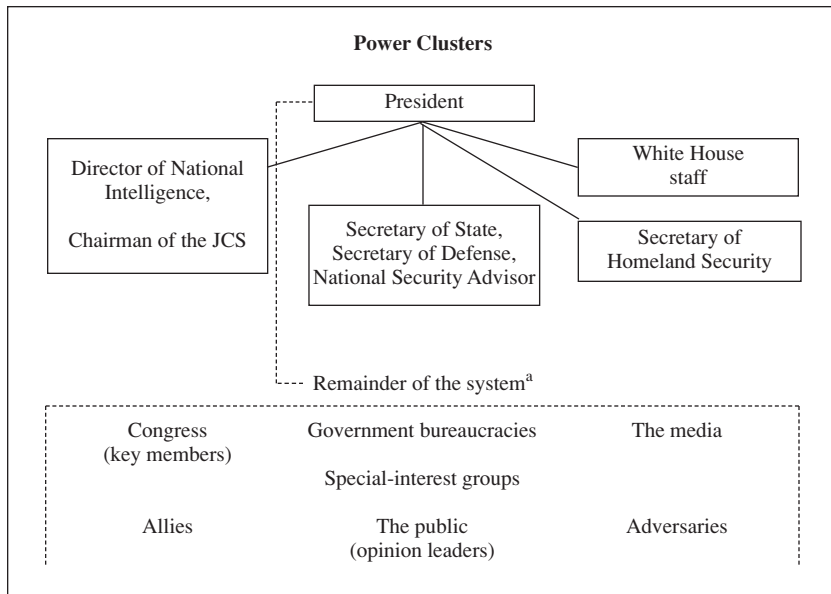 Power Clusters
President
Director of National
Intelligence,
Chairman of the JCS
Secretary of State,
Secretary of Defense,
National Security Advisor
White House
staff
Secretary of
Homeland Security
Remainder of the systemᵃ
Congress
(key members)
Government bureaucracies
The media
Special-interest groups
Allies
The public
(opinion leaders)
Adversaries